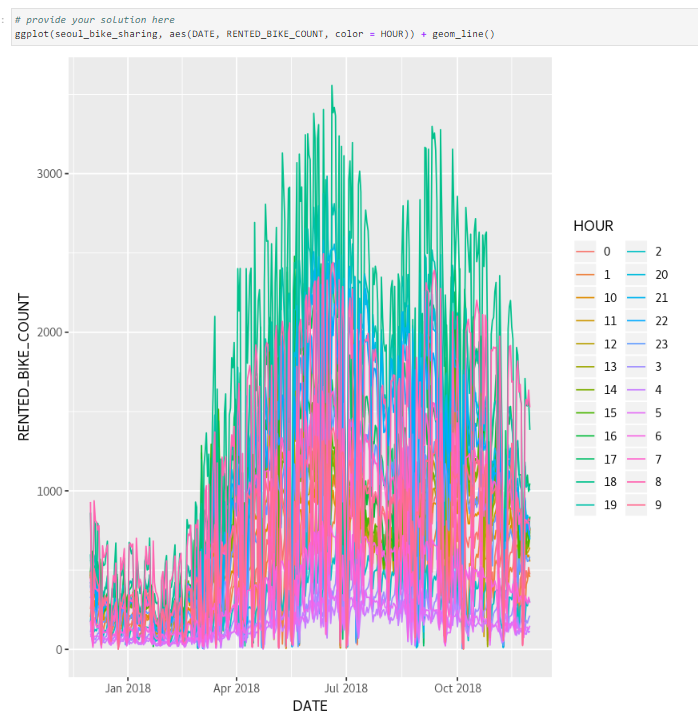 :
# provide your solution here
ggplot(seoul_bike_sharing, aes(DATE, RENTED_BIKE_COUNT, color = HOUR)) + geom_line()
RENTED_BIKE_COUNT
3000
2000
1000
0
Jan 2018 Apr 2018 Jul 2018 Oct 2018
DATE
HOUR
0 2
1 20
10 21
11 22
12 23
13 3
14 4
15 5
16 6
17 7
18 8
19 9